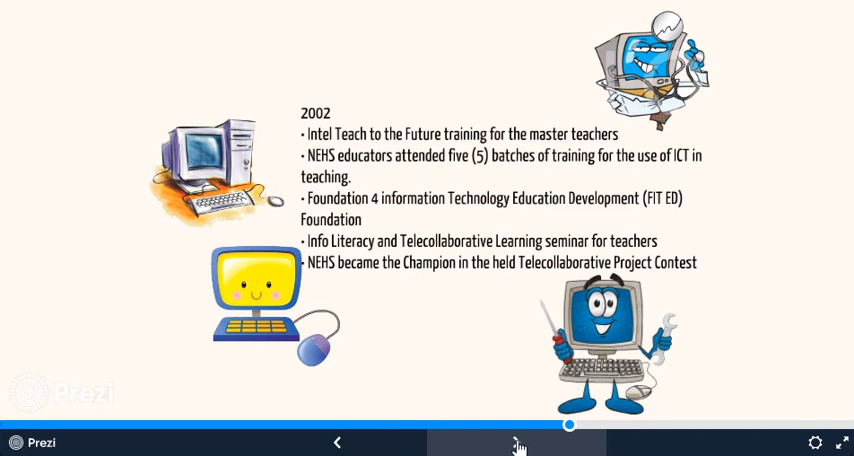 2002
• Intel Teach to the Future training for the master teachers
• NEHS educators attended five (5) batches of training for the use of ICT in
teaching.
• Foundation 4 information Technology Education Development (FIT ED)
Foundation
• Info Literacy and Telecollaborative Learning seminar for teachers
• NEHS became the Champion in the held Telecollaborative Project Contest
Prezi
Prezi